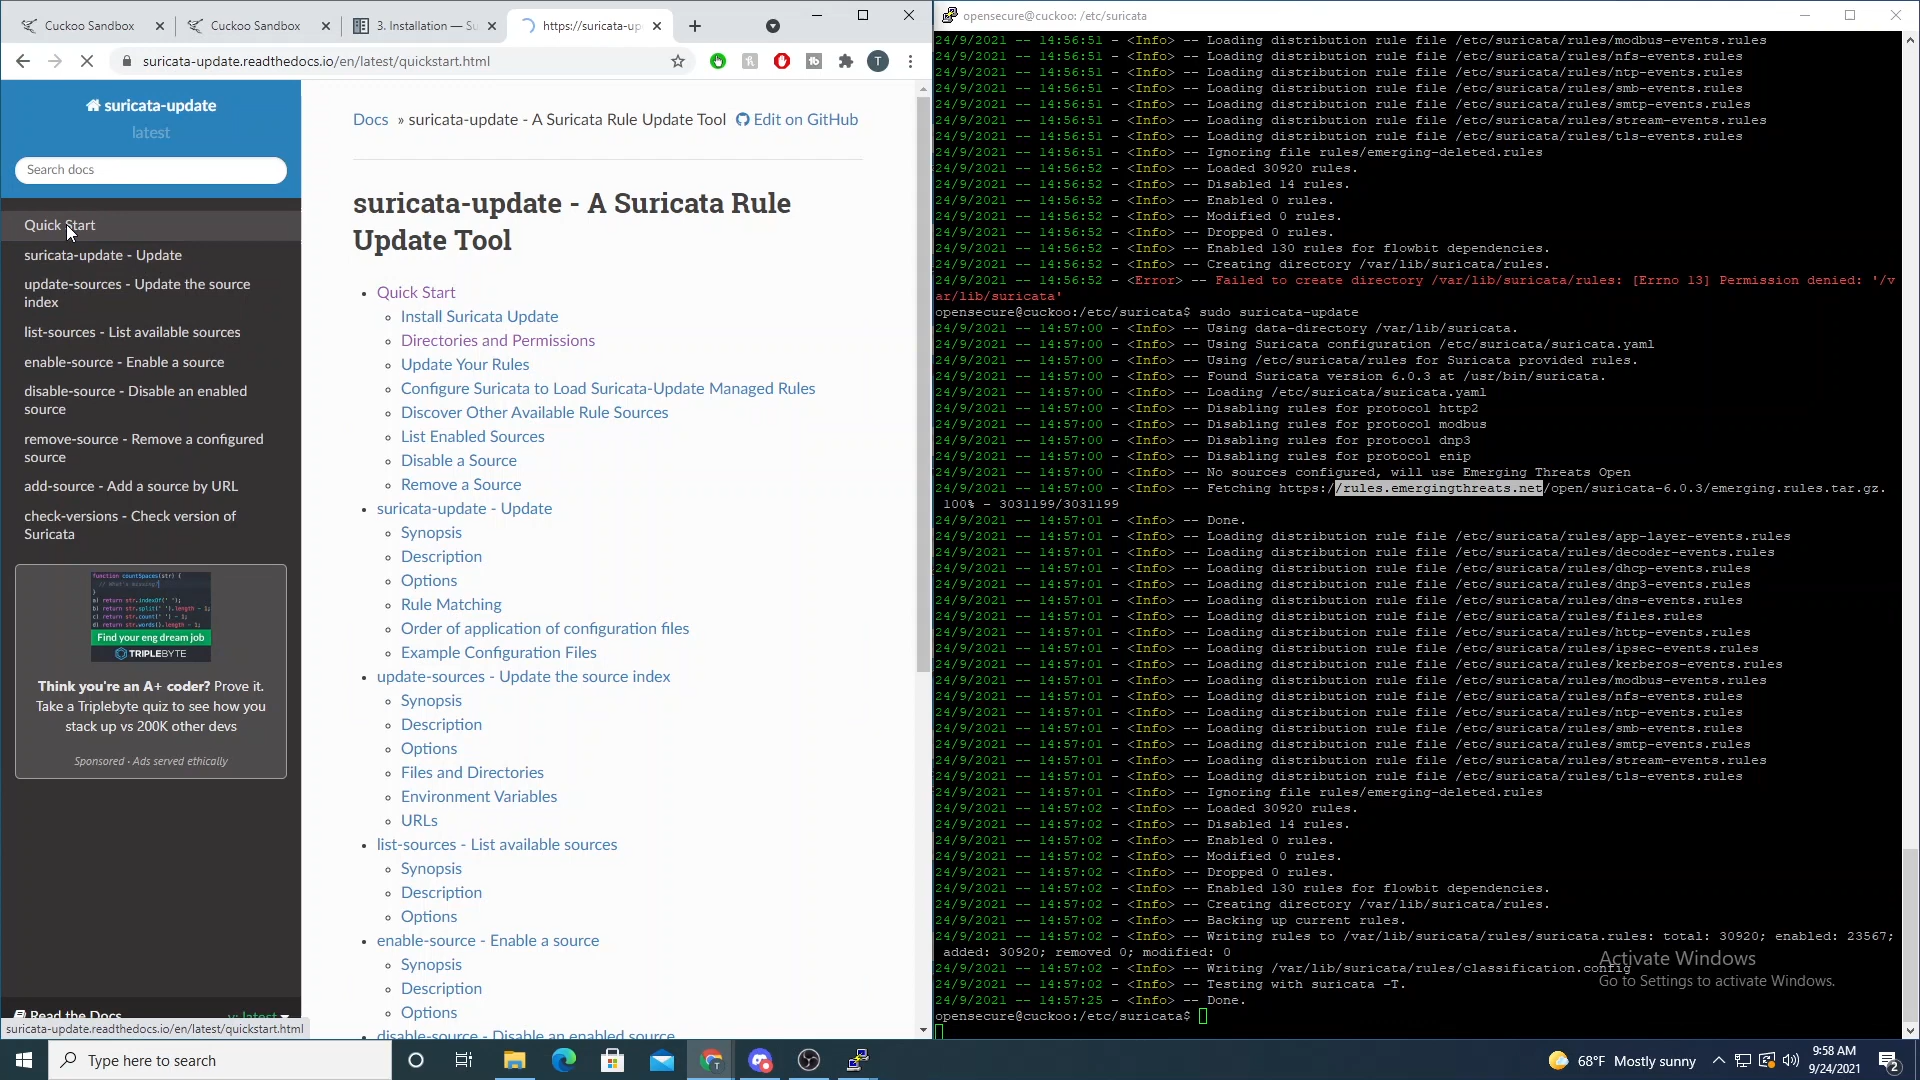 Cuckoo Sandbox
Cuckoo Sandbox
3. Installation — Su
https://suricata-up
suricata-update.readthedocs.io/en/latest/quickstart.html
T
suricata-update
latest
Search docs
Quick Start
suricata-update - Update
update-sources - Update the source
index
list-sources - List available sources
enable-source - Enable a source
disable-source - Disable an enabled
source
remove-source - Remove a configured
source
add-source - Add a source by URL
check-versions - Check version of
Suricata
function countSpaces(str) {
// What's missing?
}
a) return str.indexOf(' ');
b) return str.split(' ').length - 1;
c) return str.count(' ') - 1;
d) return str.words().length - 1;
Find your eng dream job
TRIPLEBYTE
Think you're an A+ coder? Prove it.
Take a Triplebyte quiz to see how you
stack up vs 200K other devs
Sponsored · Ads served ethically
Read the Docs
v: latest
suricata-update.readthedocs.io/en/latest/quickstart.html
Docs » suricata-update - A Suricata Rule Update Tool Edit on GitHub
suricata-update - A Suricata Rule
Update Tool
• Quick Start
◦ Install Suricata Update
◦ Directories and Permissions
◦ Update Your Rules
◦ Configure Suricata to Load Suricata-Update Managed Rules
◦ Discover Other Available Rule Sources
◦ List Enabled Sources
◦ Disable a Source
◦ Remove a Source
• suricata-update - Update
◦ Synopsis
◦ Description
◦ Options
◦ Rule Matching
◦ Order of application of configuration files
◦ Example Configuration Files
• update-sources - Update the source index
◦ Synopsis
◦ Description
◦ Options
◦ Files and Directories
◦ Environment Variables
◦ URLs
• list-sources - List available sources
◦ Synopsis
◦ Description
◦ Options
• enable-source - Enable a source
◦ Synopsis
◦ Description
◦ Options
• disable-source - Disable an enabled source
opensecure@cuckoo: /etc/suricata
24/9/2021 -- 14:56:51 - <Info> -- Loading distribution rule file /etc/suricata/rules/modbus-events.rules
24/9/2021 -- 14:56:51 - <Info> -- Loading distribution rule file /etc/suricata/rules/nfs-events.rules
24/9/2021 -- 14:56:51 - <Info> -- Loading distribution rule file /etc/suricata/rules/ntp-events.rules
24/9/2021 -- 14:56:51 - <Info> -- Loading distribution rule file /etc/suricata/rules/smb-events.rules
24/9/2021 -- 14:56:51 - <Info> -- Loading distribution rule file /etc/suricata/rules/smtp-events.rules
24/9/2021 -- 14:56:51 - <Info> -- Loading distribution rule file /etc/suricata/rules/stream-events.rules
24/9/2021 -- 14:56:51 - <Info> -- Loading distribution rule file /etc/suricata/rules/tls-events.rules
24/9/2021 -- 14:56:51 - <Info> -- Ignoring file rules/emerging-deleted.rules
24/9/2021 -- 14:56:52 - <Info> -- Loaded 30920 rules.
24/9/2021 -- 14:56:52 - <Info> -- Disabled 14 rules.
24/9/2021 -- 14:56:52 - <Info> -- Enabled 0 rules.
24/9/2021 -- 14:56:52 - <Info> -- Modified 0 rules.
24/9/2021 -- 14:56:52 - <Info> -- Dropped 0 rules.
24/9/2021 -- 14:56:52 - <Info> -- Enabled 130 rules for flowbit dependencies.
24/9/2021 -- 14:56:52 - <Info> -- Creating directory /var/lib/suricata/rules.
24/9/2021 -- 14:56:52 - <Error> -- Failed to create directory /var/lib/suricata/rules: [Errno 13] Permission denied: '/v
ar/lib/suricata'
opensecure@cuckoo:/etc/suricata$ sudo suricata-update
24/9/2021 -- 14:57:00 - <Info> -- Using data-directory /var/lib/suricata.
24/9/2021 -- 14:57:00 - <Info> -- Using Suricata configuration /etc/suricata/suricata.yaml
24/9/2021 -- 14:57:00 - <Info> -- Using /etc/suricata/rules for Suricata provided rules.
24/9/2021 -- 14:57:00 - <Info> -- Found Suricata version 6.0.3 at /usr/bin/suricata.
24/9/2021 -- 14:57:00 - <Info> -- Loading /etc/suricata/suricata.yaml
24/9/2021 -- 14:57:00 - <Info> -- Disabling rules for protocol http2
24/9/2021 -- 14:57:00 - <Info> -- Disabling rules for protocol modbus
24/9/2021 -- 14:57:00 - <Info> -- Disabling rules for protocol dnp3
24/9/2021 -- 14:57:00 - <Info> -- Disabling rules for protocol enip
24/9/2021 -- 14:57:00 - <Info> -- No sources configured, will use Emerging Threats Open
24/9/2021 -- 14:57:00 - <Info> -- Fetching https://rules.emergingthreats.net/open/suricata-6.0.3/emerging.rules.tar.gz.
100% - 3031199/3031199
24/9/2021 -- 14:57:01 - <Info> -- Done.
24/9/2021 -- 14:57:01 - <Info> -- Loading distribution rule file /etc/suricata/rules/app-layer-events.rules
24/9/2021 -- 14:57:01 - <Info> -- Loading distribution rule file /etc/suricata/rules/decoder-events.rules
24/9/2021 -- 14:57:01 - <Info> -- Loading distribution rule file /etc/suricata/rules/dhcp-events.rules
24/9/2021 -- 14:57:01 - <Info> -- Loading distribution rule file /etc/suricata/rules/dnp3-events.rules
24/9/2021 -- 14:57:01 - <Info> -- Loading distribution rule file /etc/suricata/rules/dns-events.rules
24/9/2021 -- 14:57:01 - <Info> -- Loading distribution rule file /etc/suricata/rules/files.rules
24/9/2021 -- 14:57:01 - <Info> -- Loading distribution rule file /etc/suricata/rules/http-events.rules
24/9/2021 -- 14:57:01 - <Info> -- Loading distribution rule file /etc/suricata/rules/ipsec-events.rules
24/9/2021 -- 14:57:01 - <Info> -- Loading distribution rule file /etc/suricata/rules/kerberos-events.rules
24/9/2021 -- 14:57:01 - <Info> -- Loading distribution rule file /etc/suricata/rules/modbus-events.rules
24/9/2021 -- 14:57:01 - <Info> -- Loading distribution rule file /etc/suricata/rules/nfs-events.rules
24/9/2021 -- 14:57:01 - <Info> -- Loading distribution rule file /etc/suricata/rules/ntp-events.rules
24/9/2021 -- 14:57:01 - <Info> -- Loading distribution rule file /etc/suricata/rules/smb-events.rules
24/9/2021 -- 14:57:01 - <Info> -- Loading distribution rule file /etc/suricata/rules/smtp-events.rules
24/9/2021 -- 14:57:01 - <Info> -- Loading distribution rule file /etc/suricata/rules/stream-events.rules
24/9/2021 -- 14:57:01 - <Info> -- Loading distribution rule file /etc/suricata/rules/tls-events.rules
24/9/2021 -- 14:57:01 - <Info> -- Ignoring file rules/emerging-deleted.rules
24/9/2021 -- 14:57:02 - <Info> -- Loaded 30920 rules.
24/9/2021 -- 14:57:02 - <Info> -- Disabled 14 rules.
24/9/2021 -- 14:57:02 - <Info> -- Enabled 0 rules.
24/9/2021 -- 14:57:02 - <Info> -- Modified 0 rules.
24/9/2021 -- 14:57:02 - <Info> -- Dropped 0 rules.
24/9/2021 -- 14:57:02 - <Info> -- Enabled 130 rules for flowbit dependencies.
24/9/2021 -- 14:57:02 - <Info> -- Creating directory /var/lib/suricata/rules.
24/9/2021 -- 14:57:02 - <Info> -- Backing up current rules.
24/9/2021 -- 14:57:02 - <Info> -- Writing rules to /var/lib/suricata/rules/suricata.rules: total: 30920; enabled: 23567;
added: 30920; removed 0; modified: 0
24/9/2021 -- 14:57:02 - <Info> -- Writing /var/lib/suricata/rules/classification.config
24/9/2021 -- 14:57:02 - <Info> -- Testing with suricata -T.
24/9/2021 -- 14:57:25 - <Info> -- Done.
opensecure@cuckoo:/etc/suricata$
Activate Windows
Go to Settings to activate Windows.
Type here to search
68°F Mostly sunny
9:58 AM
9/24/2021
2